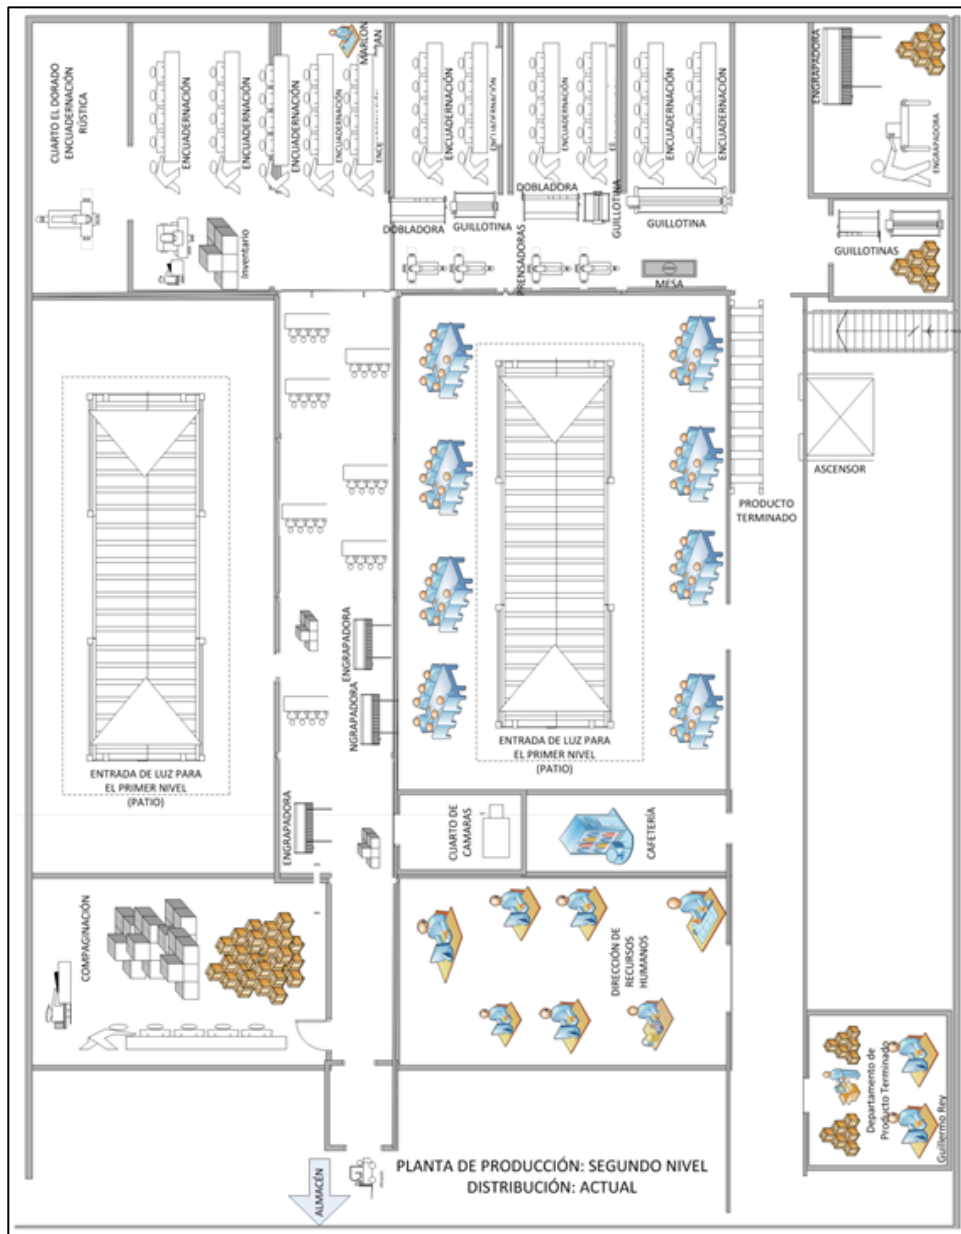 CUARTO EL DORADO
ENCUADERNACIÓN
RÚSTICA
ENCUADERNACIÓN
ENCUADERNACIÓN
ENCUADERNACIÓN
ENCUADERNACIÓN
MARLON
ENCUADERNACIÓN
ENCUADERNACIÓN
ENCUADERNACIÓN
ENCUADERNACIÓN
ENCUADERNACIÓN
ENGRAPADORA
ENGRAPADORA
Inventario
DOBLADORA
GUILLOTINA
DOBLADORA
GUILLOTINA
GUILLOTINA
GUILLOTINAS
PRENSADORAS
MESA
ASCENSOR
PRODUCTO
TERMINADO
ENGRAPADORA
NGRAPADORA
ENTRADA DE LUZ PARA
EL PRIMER NIVEL
(PATIO)
ENTRADA DE LUZ PARA
EL PRIMER NIVEL
(PATIO)
ENGRAPADORA
CUARTO DE
CAMARAS
CAFETERÍA
COMPAGINACIÓN
DIRECCIÓN DE
RECURSOS
HUMANOS
Departamento de
Producto Terminado
Guillermo Rey
ALMACÉN
PLANTA DE PRODUCCIÓN: SEGUNDO NIVEL
DISTRIBUCIÓN: ACTUAL